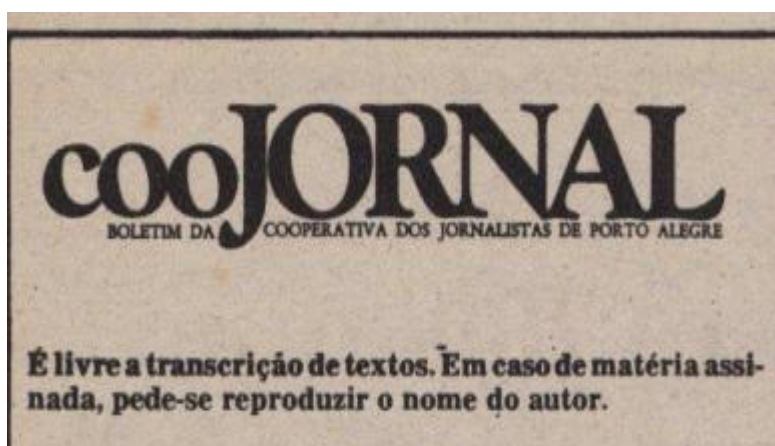 cooJORNAL
BOLETIM DA COOPERATIVA DOS JORNALISTAS DE PORTO ALEGRE
É livre a transcrição de textos. Em caso de matéria assi-
nada, pede-se reproduzir o nome do autor.